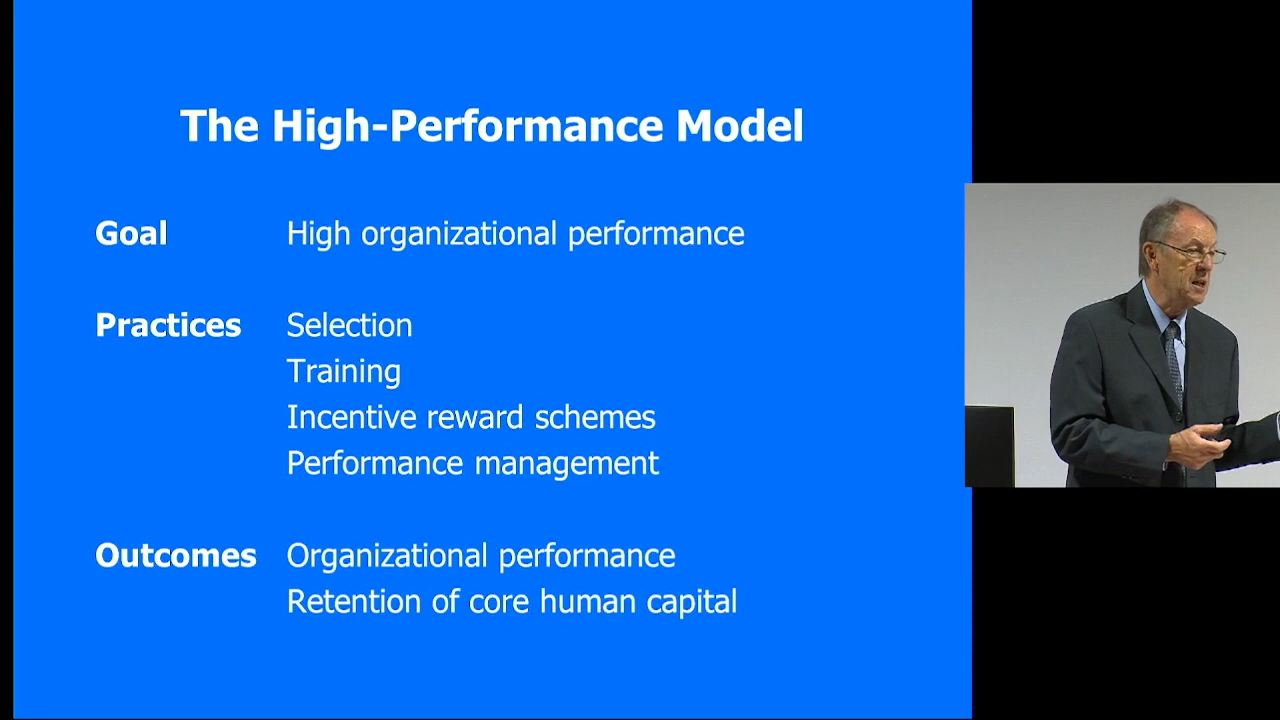 The High-Performance Model
Goal High organizational performance
Practices Selection
Training
Incentive reward schemes
Performance management
Outcomes Organizational performance
Retention of core human capital